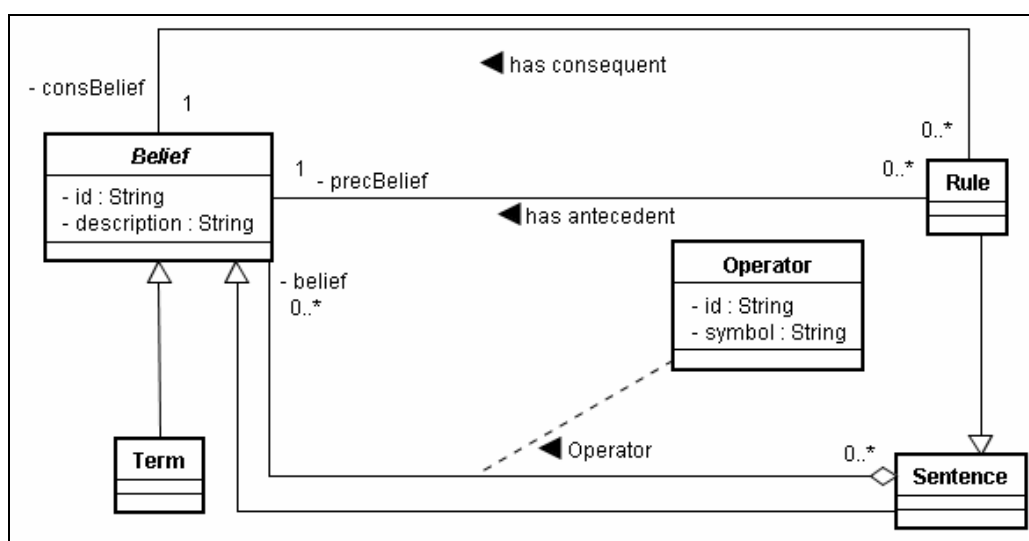 ◄ has consequent
- consBelief
1
0..*
Belief
- id : String
- description : String
1
- precBelief
0..*
◄ has antecedent
Rule
Operator
- id : String
- symbol : String
- belief
0..*
Term
◄ Operator
0..*
Sentence